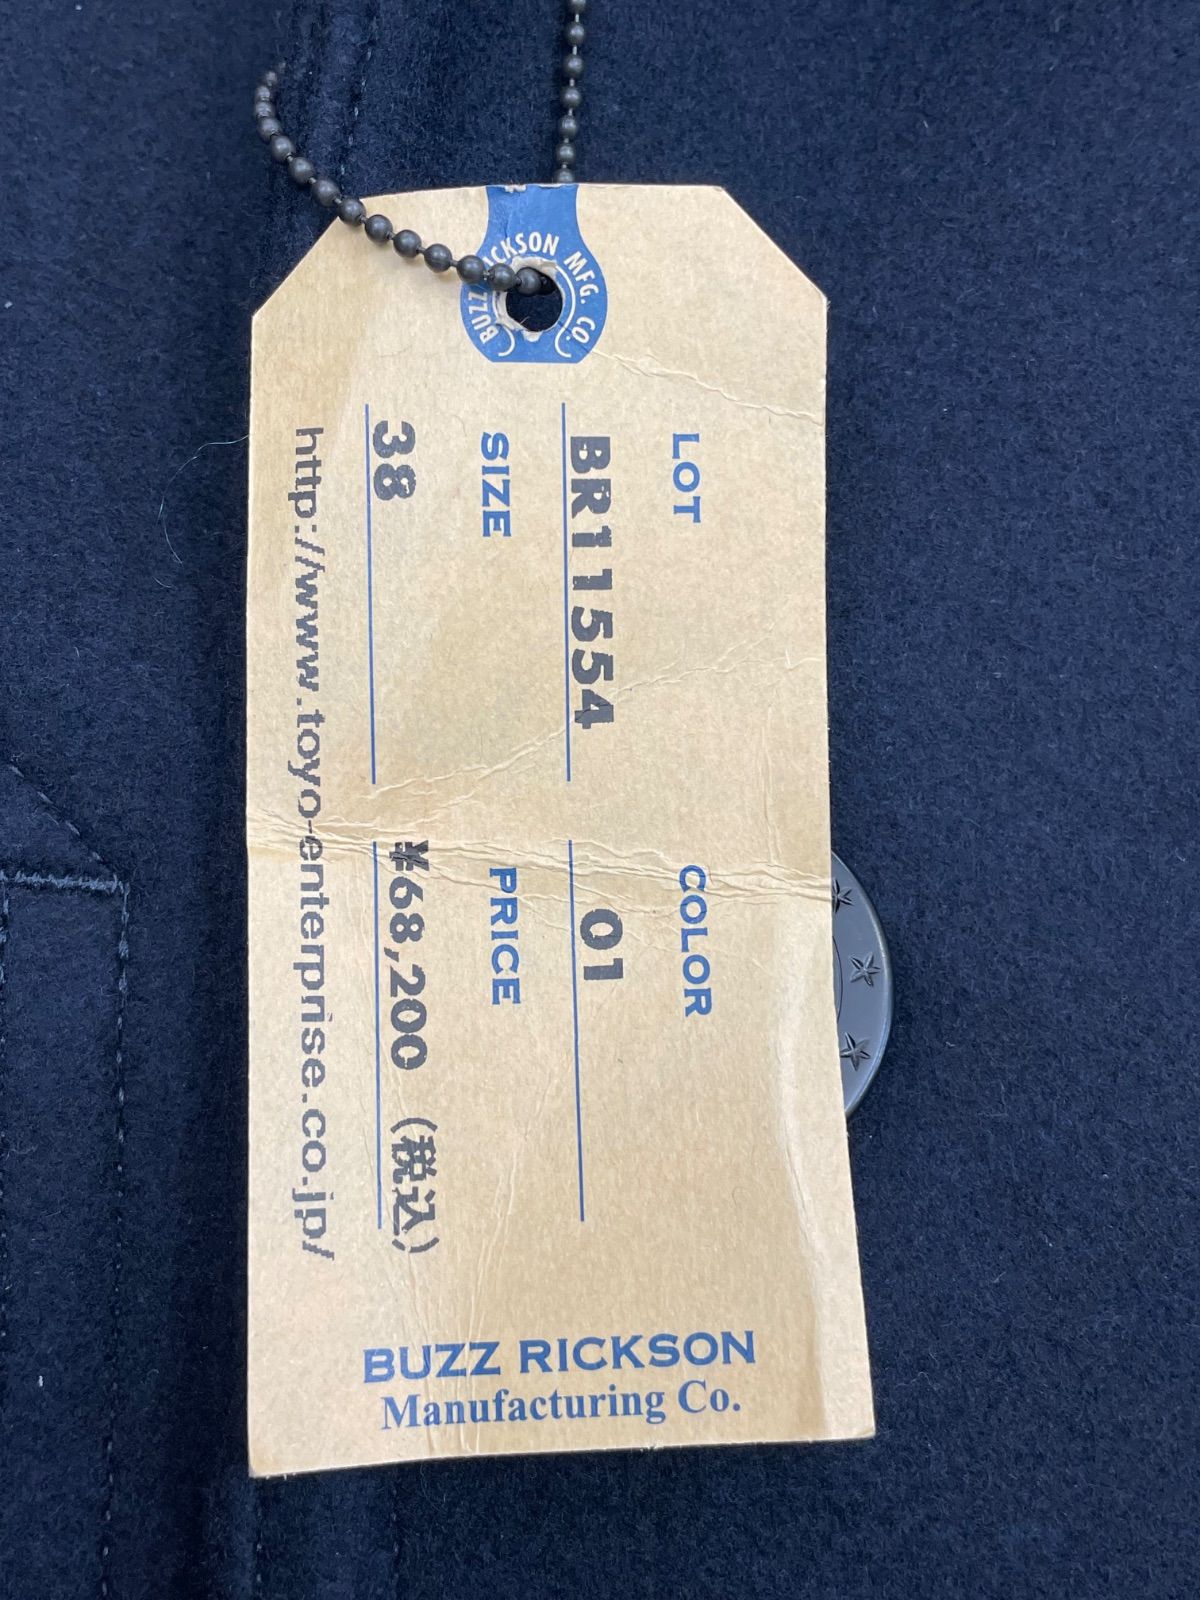 BUZZ RICKSON MFG. CO.
LOT
BR11554
COLOR
01
SIZE
38
PRICE
¥68,200 (税込)
http://www.toyo-enterprise.co.jp/
BUZZ RICKSON
Manufacturing Co.